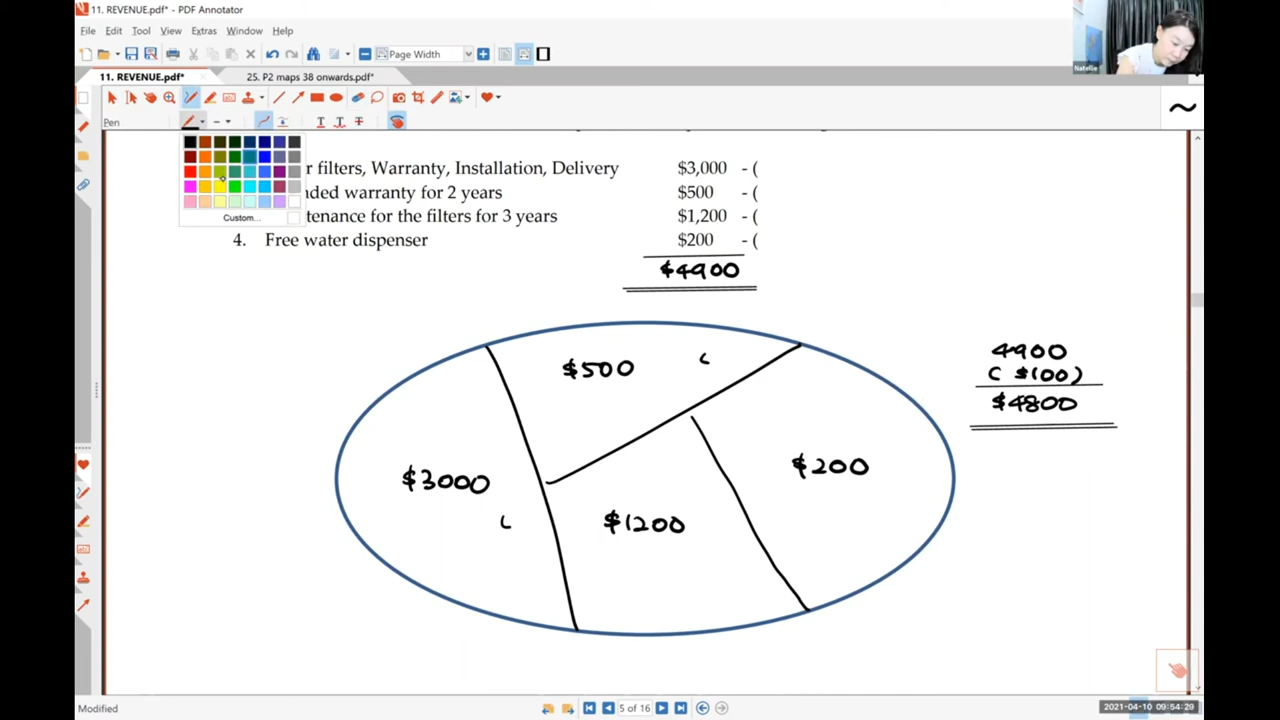 11. REVENUE.pdf* - PDF Annotator
Natelie
File Edit Tool View Extras Window Help
Page Width
11. REVENUE.pdf* 25. P2 maps 38 onwards.pdf*
Pen
Custom...
filters, Warranty, Installation, Delivery $3,000 - (
warranty for 2 years $500 - (
for the filters for 3 years $1,200 - (
4. Free water dispenser $200 - (
$4900
$500 (
4900
( $100)
$4800
$3000 (
$1200
$200
Modified
5 of 16
2021-04-10 09:54:29